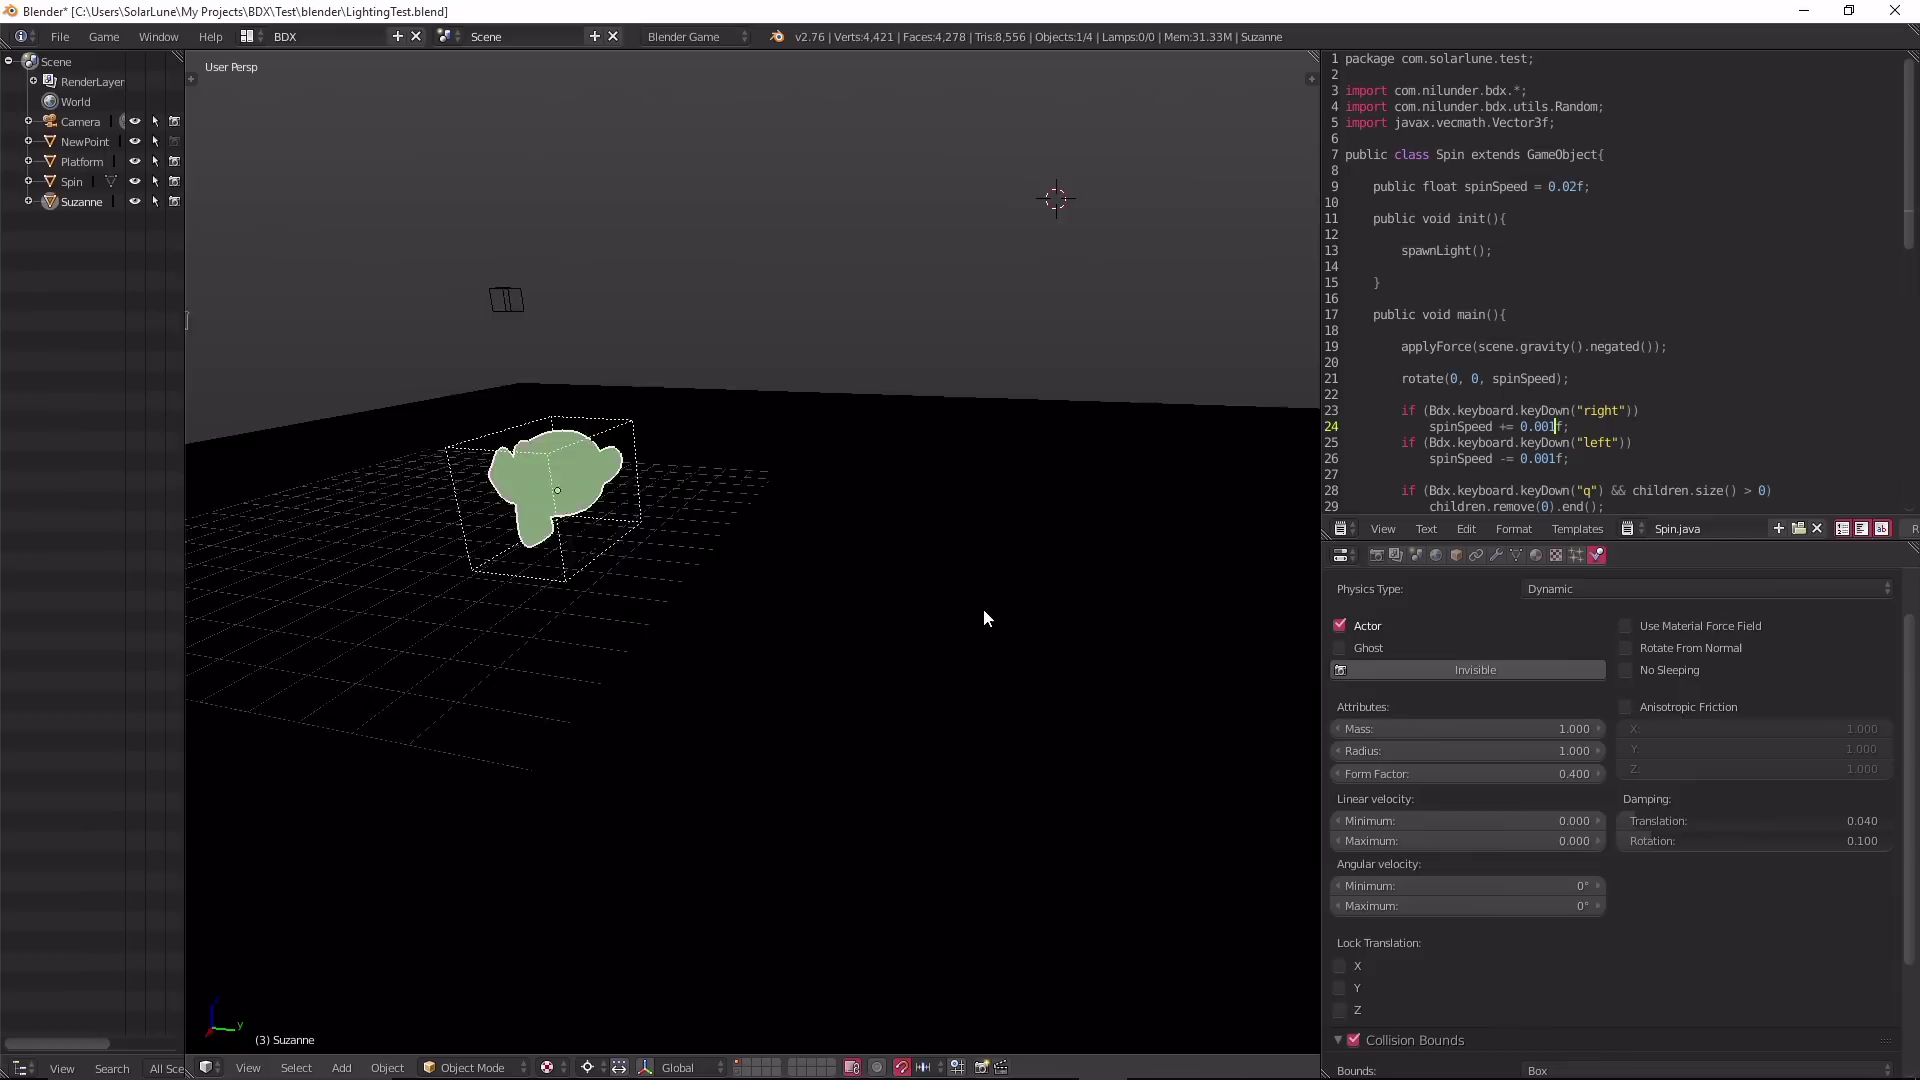 Blender* [C:\Users\SolarLune\My Projects\BDX\Test\blender\LightingTest.blend]
File Game Window Help BDX Scene Blender Game v2.76 | Verts:4,421 | Faces:4,278 | Tris:8,556 | Objects:1/4 | Lamps:0/0 | Mem:31.33M | Suzanne
Scene
RenderLayer
World
Camera
NewPoint
Platform
Spin
Suzanne
User Persp
y
(3) Suzanne
1 package com.solarlune.test;
2
3 import com.nilunder.bdx.*;
4 import com.nilunder.bdx.utils.Random;
5 import javax.vecmath.Vector3f;
6
7 public class Spin extends GameObject{
8
9 public float spinSpeed = 0.02f;
10
11 public void init(){
12
13 spawnLight();
14
15 }
16
17 public void main(){
18
19 applyForce(scene.gravity().negated());
20
21 rotate(0, 0, spinSpeed);
22
23 if (Bdx.keyboard.keyDown("right"))
24 spinSpeed += 0.001f;
25 if (Bdx.keyboard.keyDown("left"))
26 spinSpeed -= 0.001f;
27
28 if (Bdx.keyboard.keyDown("q") && children.size() > 0)
29 children.remove(0).end();
View Text Edit Format Templates Spin.java R
Physics Type: Dynamic
Actor Use Material Force Field
Ghost Rotate From Normal
Invisible No Sleeping
Attributes: Anisotropic Friction
Mass: 1.000 X: 1.000
Radius: 1.000 Y: 1.000
Form Factor: 0.400 Z: 1.000
Linear velocity: Damping:
Minimum: 0.000 Translation: 0.040
Maximum: 0.000 Rotation: 0.100
Angular velocity:
Minimum: 0°
Maximum: 0°
Lock Translation:
X
Y
Z
Collision Bounds
Bounds: Box
View Search All Sce View Select Add Object Object Mode Global